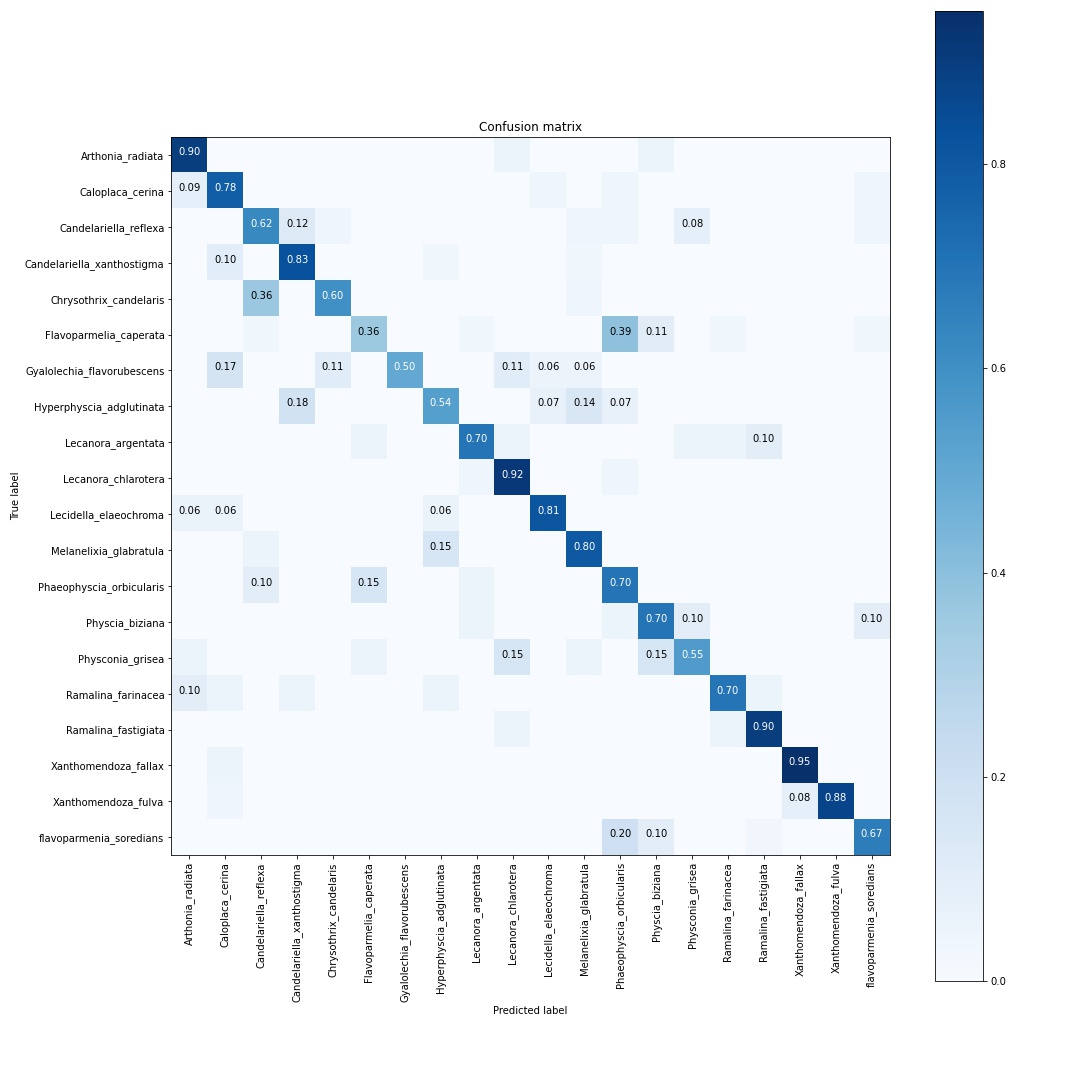 Confusion matrix
Arthonia_radiata 0.90
Caloplaca_cerina 0.09 0.78
Candelariella_reflexa 0.62 0.12 0.08
Candelariella_xanthostigma 0.10 0.83
Chrysothrix_candelaris 0.36 0.60
Flavoparmelia_caperata 0.36 0.39 0.11
Gyalolechia_flavorubescens 0.17 0.11 0.50 0.11 0.06 0.06
Hyperphyscia_adglutinata 0.18 0.54 0.07 0.14 0.07
Lecanora_argentata 0.70 0.10
Lecanora_chlarotera 0.92
Lecidella_elaeochroma 0.06 0.06 0.06 0.81
Melanelixia_glabratula 0.15 0.80
Phaeophyscia_orbicularis 0.10 0.15 0.70
Physcia_biziana 0.70 0.10 0.10
Physconia_grisea 0.15 0.15 0.55
Ramalina_farinacea 0.10 0.70
Ramalina_fastigiata 0.90
Xanthomendoza_fallax 0.95
Xanthomendoza_fulva 0.08 0.88
flavoparmenia_soredians 0.20 0.10 0.67
True label
Arthonia_radiata
Caloplaca_cerina
Candelariella_reflexa
Candelariella_xanthostigma
Chrysothrix_candelaris
Flavoparmelia_caperata
Gyalolechia_flavorubescens
Hyperphyscia_adglutinata
Lecanora_argentata
Lecanora_chlarotera
Lecidella_elaeochroma
Melanelixia_glabratula
Phaeophyscia_orbicularis
Physcia_biziana
Physconia_grisea
Ramalina_farinacea
Ramalina_fastigiata
Xanthomendoza_fallax
Xanthomendoza_fulva
flavoparmenia_soredians
Predicted label
0.8
0.6
0.4
0.2
0.0